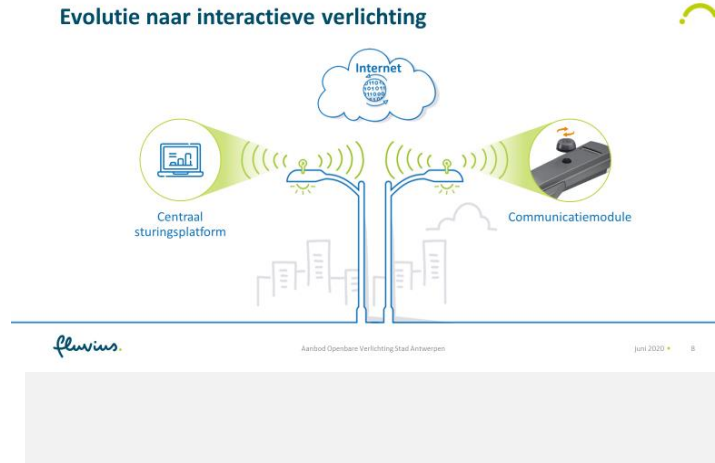 Evolutie naar interactieve verlichting
Internet
Centraal
sturingsplatform
Communicatiemodule
fluvius.
Aanbod Openbare Verlichting Stad Antwerpen
juni 2020 • 8